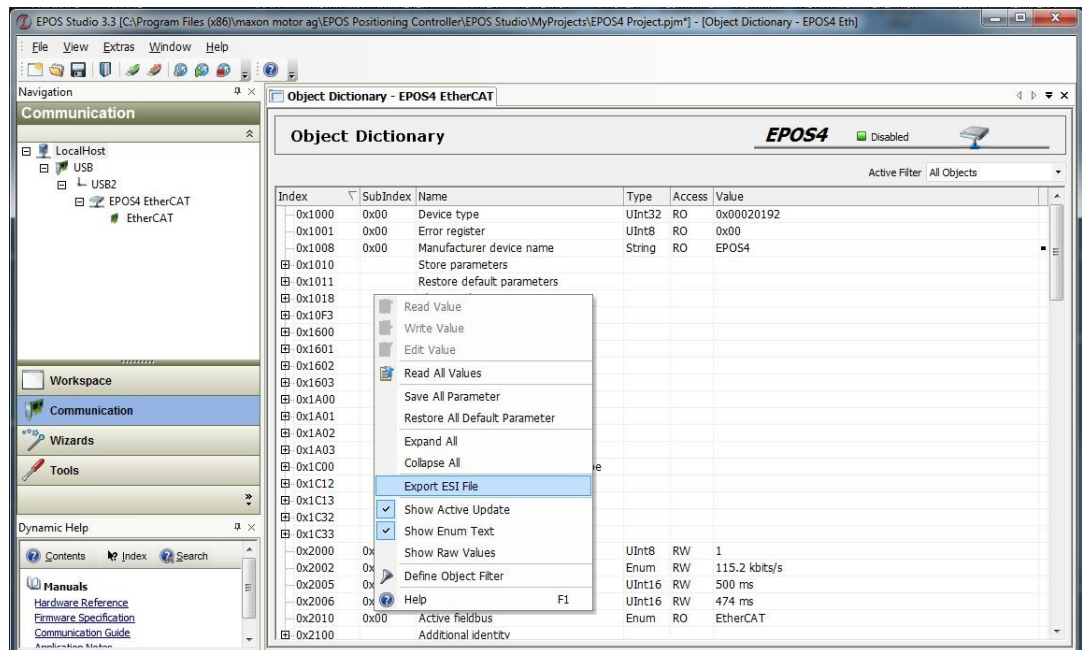 EPOS Studio 3.3 [C:\Program Files (x86)\maxon motor ag\EPOS Positioning Controller\EPOS Studio\MyProjects\EPOS4 Project.pjm*] - [Object Dictionary - EPOS4 Eth]
File View Extras Window Help
Navigation
Communication
LocalHost
USB
USB2
EPOS4 EtherCAT
EtherCAT
Workspace
Communication
Wizards
Tools
Dynamic Help
Contents Index Search
Manuals
Hardware Reference
Firmware Specification
Communication Guide
Application Notes
Object Dictionary - EPOS4 EtherCAT
Object Dictionary EPOS4 Disabled
Active Filter All Objects
Index SubIndex Name Type Access Value
0x1000 0x00 Device type UInt32 RO 0x00020192
0x1001 0x00 Error register UInt8 RO 0x00
0x1008 0x00 Manufacturer device name String RO EPOS4
0x1010 Store parameters
0x1011 Restore default parameters
0x1018
0x10F3
0x1600
0x1601
0x1602
0x1603
0x1A00
0x1A01
0x1A02
0x1A03
0x1C00
0x1C12
0x1C13
0x1C32
0x1C33
0x2000 UInt8 RW 1
0x2002 Enum RW 115.2 kbits/s
0x2005 UInt16 RW 500 ms
0x2006 UInt16 RW 474 ms
0x2010 0x00 Active fieldbus Enum RO EtherCAT
0x2100 Additional identity
Read Value
Write Value
Edit Value
Read All Values
Save All Parameter
Restore All Default Parameter
Expand All
Collapse All
Export ESI File
Show Active Update
Show Enum Text
Show Raw Values
Define Object Filter
Help F1